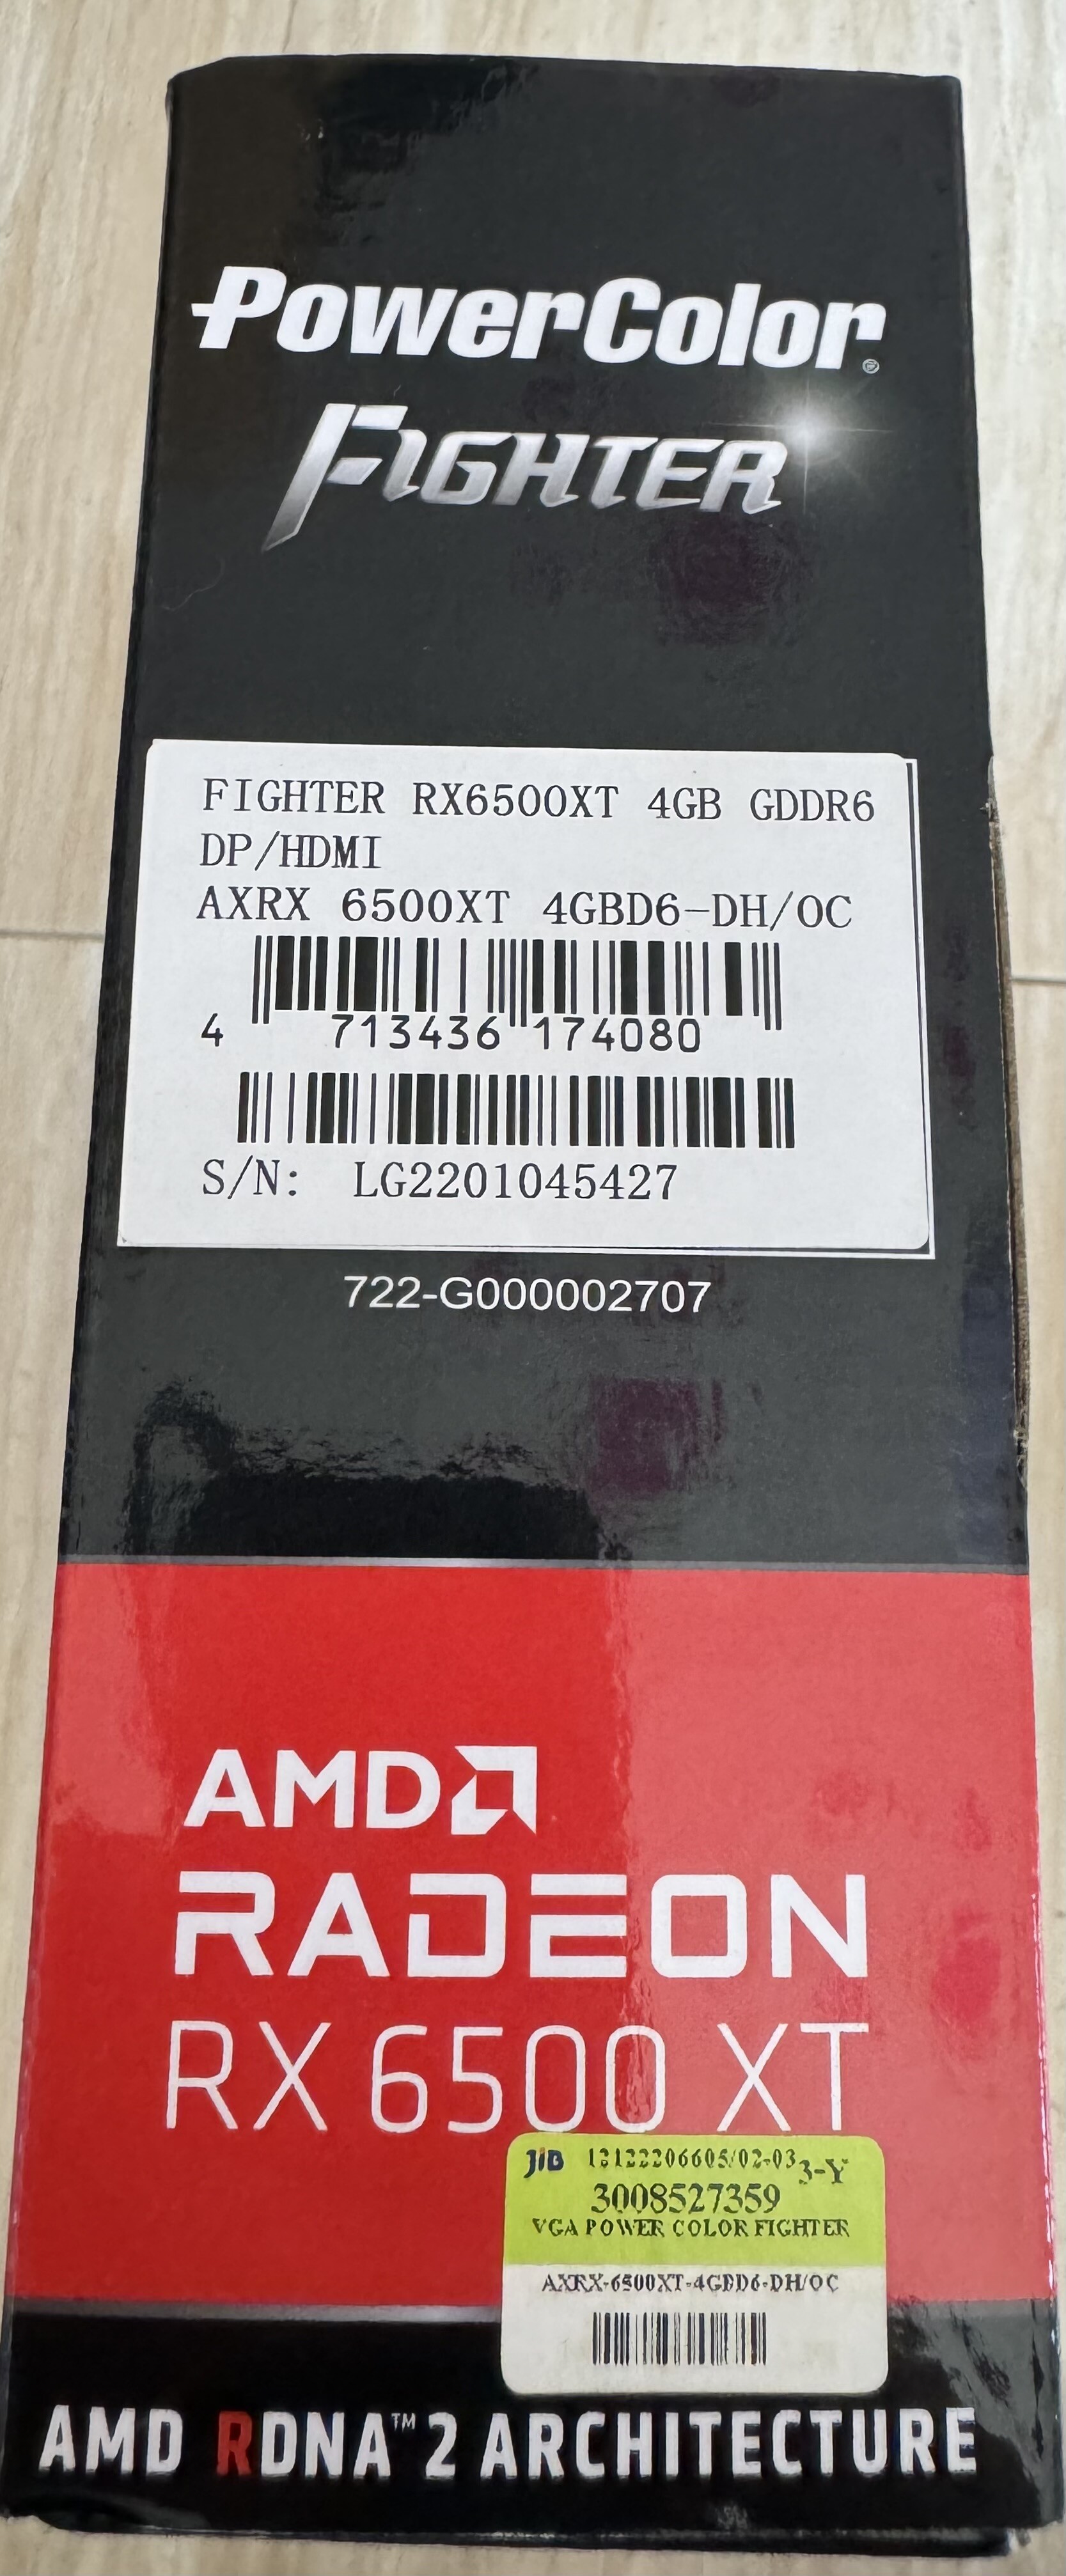 PowerColor®
FIGHTER
FIGHTER RX6500XT 4GB GDDR6
DP/HDMI
AXRX 6500XT 4GBD6-DH/OC
4 713436 174080
S/N: LG2201045427
722-G000002707
AMD
RADEON
RX 6500 XT
JIB 12122206605/02-03 3-Y
3008527359
VGA POWER COLOR FIGHTER
AXRX-6500XT-4GBD6-DH/OC
AMD RDNA™ 2 ARCHITECTURE